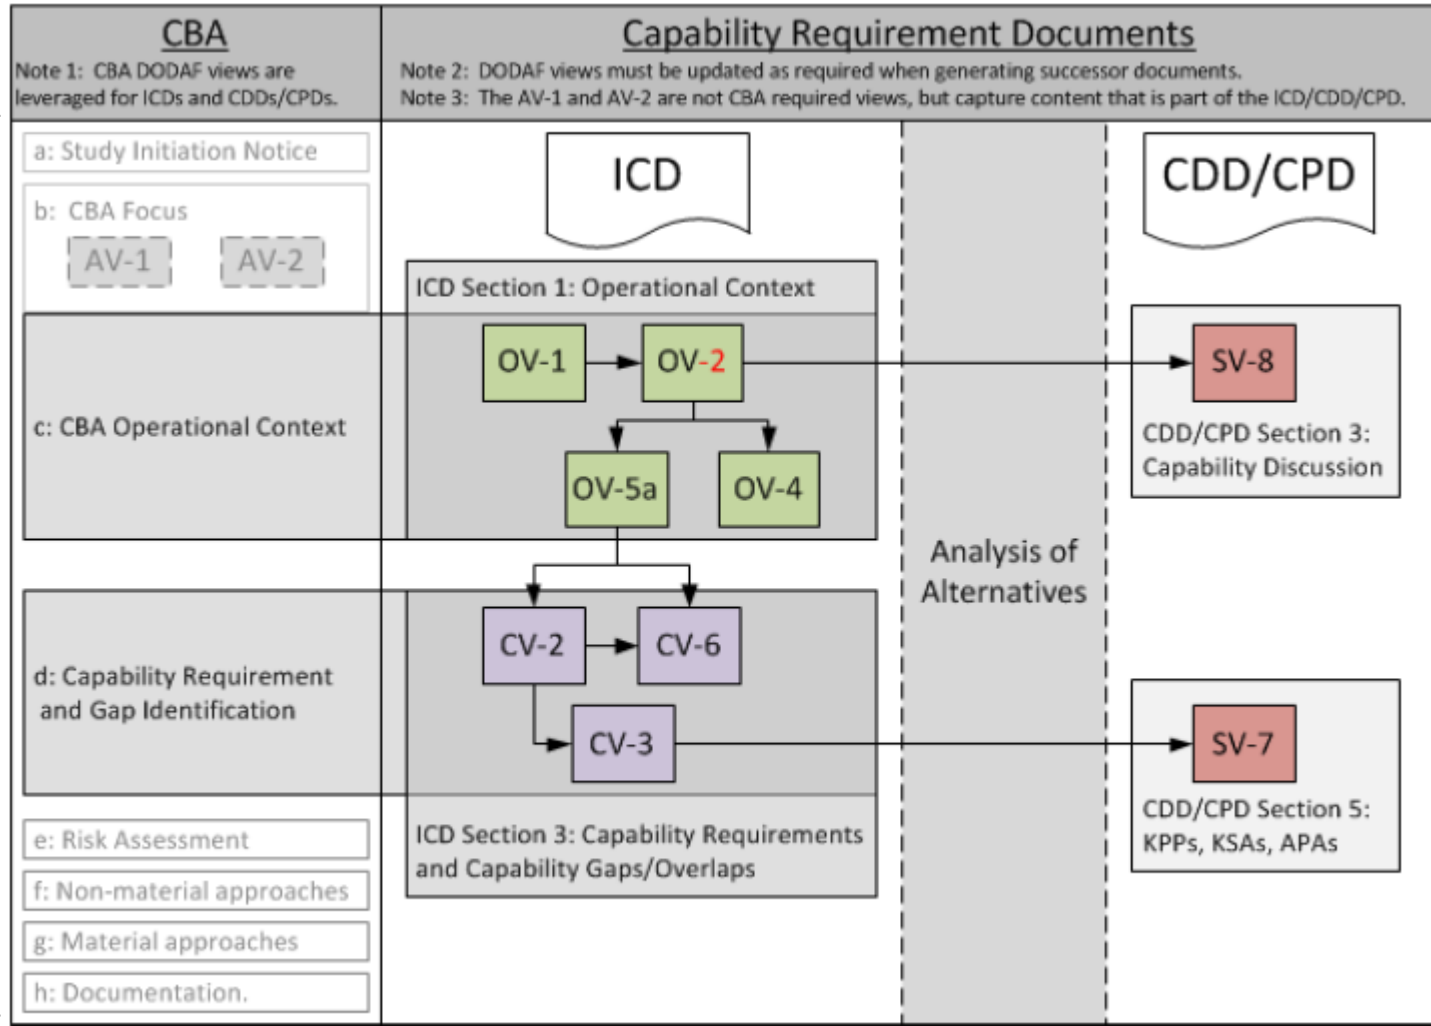 CBA
Note 1: CBA DODAF views are
leveraged for ICDs and CDDs/CPDs.
Capability Requirement Documents
Note 2: DODAF views must be updated as required when generating successor documents.
Note 3: The AV-1 and AV-2 are not CBA required views, but capture content that is part of the ICD/CDD/CPD.
a: Study Initiation Notice
b: CBA Focus
AV-1
AV-2
c: CBA Operational Context
d: Capability Requirement
and Gap Identification
e: Risk Assessment
f: Non-material approaches
g: Material approaches
h: Documentation.
ICD
ICD Section 1: Operational Context
OV-1
OV-2
OV-5a
OV-4
CV-2
CV-6
CV-3
ICD Section 3: Capability Requirements
and Capability Gaps/Overlaps
Analysis of
Alternatives
CDD/CPD
SV-8
CDD/CPD Section 3:
Capability Discussion
SV-7
CDD/CPD Section 5:
KPPs, KSAs, APAs